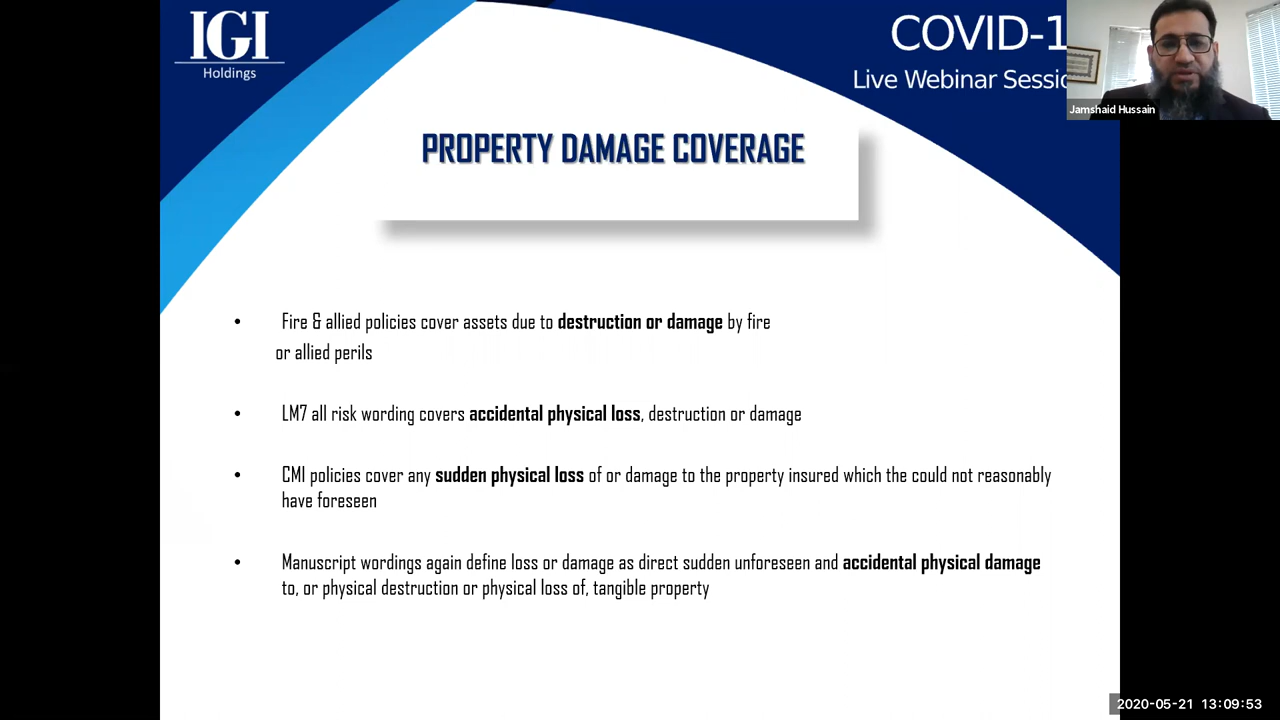 IGI
Holdings
COVID-1
Live Webinar Sessio
Jamshaid Hussain
PROPERTY DAMAGE COVERAGE
• Fire & allied policies cover assets due to destruction or damage by fire
or allied perils
• LM7 all risk wording covers accidental physical loss, destruction or damage
• CMI policies cover any sudden physical loss of or damage to the property insured which the could not reasonably
have foreseen
• Manuscript wordings again define loss or damage as direct sudden unforeseen and accidental physical damage
to, or physical destruction or physical loss of, tangible property
2020-05-21 13:09:53